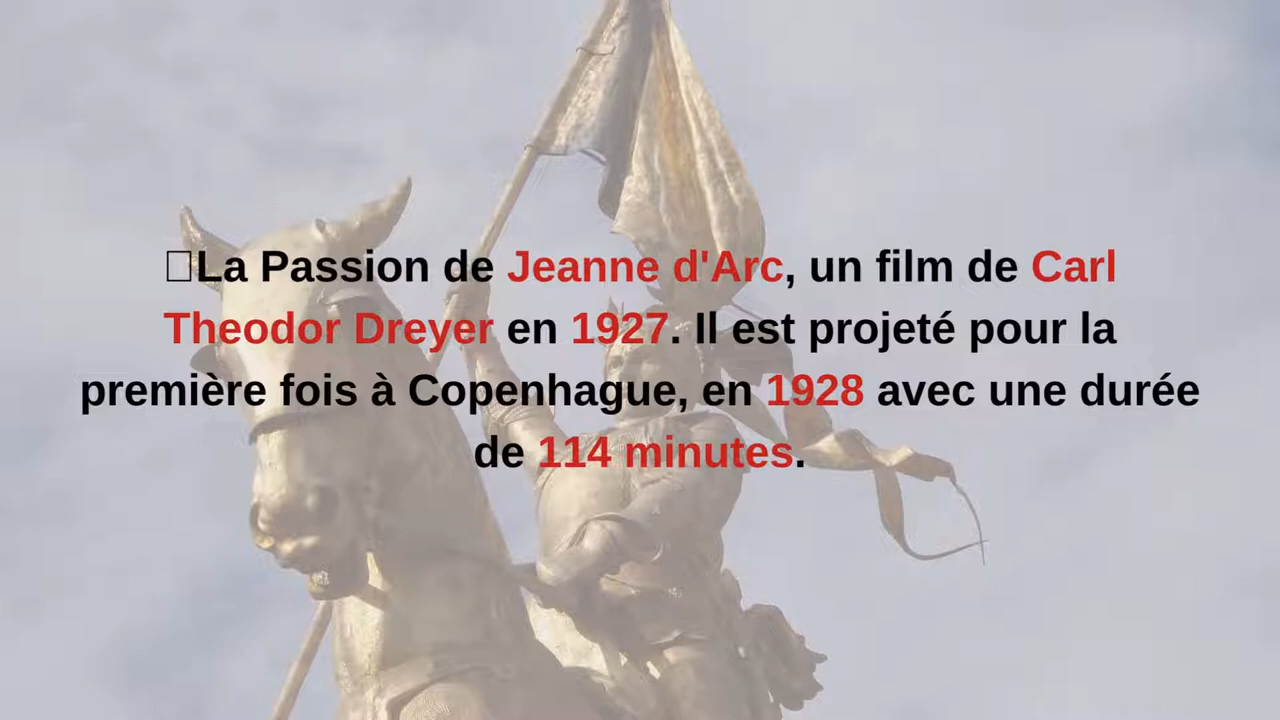 La Passion de Jeanne d'Arc, un film de Carl
Theodor Dreyer en 1927. Il est projeté pour la
première fois à Copenhague, en 1928 avec une durée
de 114 minutes.